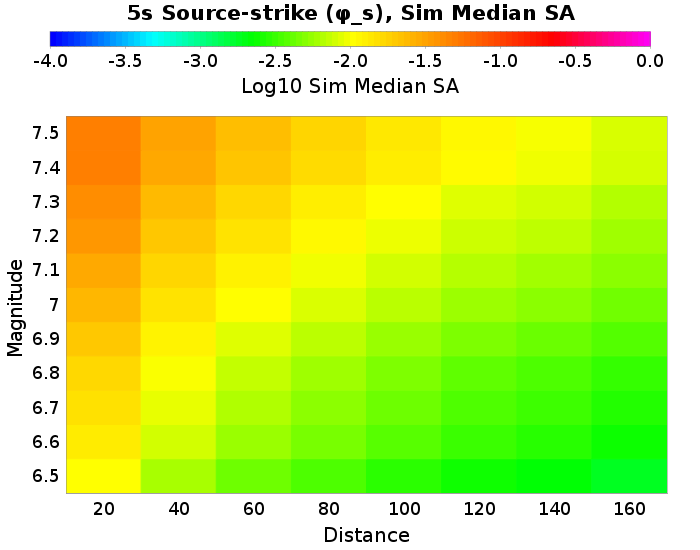 5s Source-strike (φ_s), Sim Median SA
-4.0 -3.5 -3.0 -2.5 -2.0 -1.5 -1.0 -0.5 0.0
Log10 Sim Median SA
Magnitude
7.5
7.4
7.3
7.2
7.1
7
6.9
6.8
6.7
6.6
6.5
20 40 60 80 100 120 140 160
Distance